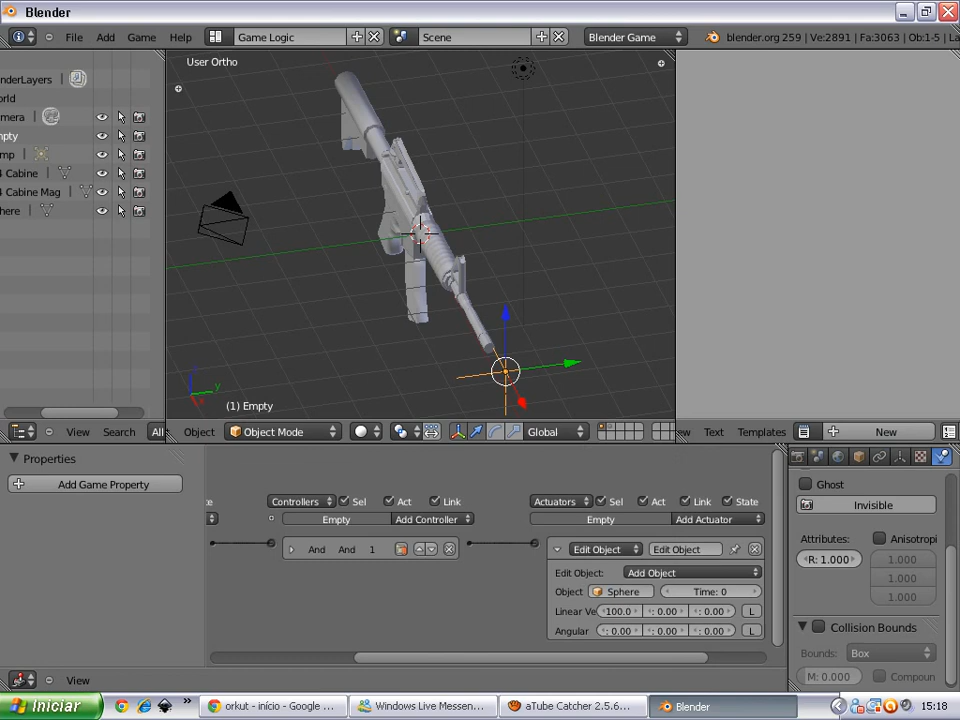 Blender
File Add Game Help Game Logic Scene Blender Game blender.org 259 | Ve:2891 | Fa:3063 | Ob:1-5 | La
User Ortho
nderLayers
orld
mera
mpty
mp
4 Cabine
4 Cabine Mag
here
z
y
x
(1) Empty
View Search All Object Object Mode Global ew Text Templates New
Properties
Add Game Property
te Controllers Sel Act Link Actuators Sel Act Link State
Empty Add Controller Empty Add Actuator
And And 1 Edit Object Edit Object
Edit Object: Add Object
Object Sphere Time: 0
Linear Ve 100.0 : 0.00 : 0.00 L
Angular : 0.00 : 0.00 : 0.00 L
View
Ghost
Invisible
Attributes: Anisotropi
R: 1.000 1.000
1.000
1.000
Collision Bounds
Bounds: Box
M: 0.000 Compoun
Iniciar » orkut - início - Google ... Windows Live Messen... aTube Catcher 2.5.6... Blender 15:18